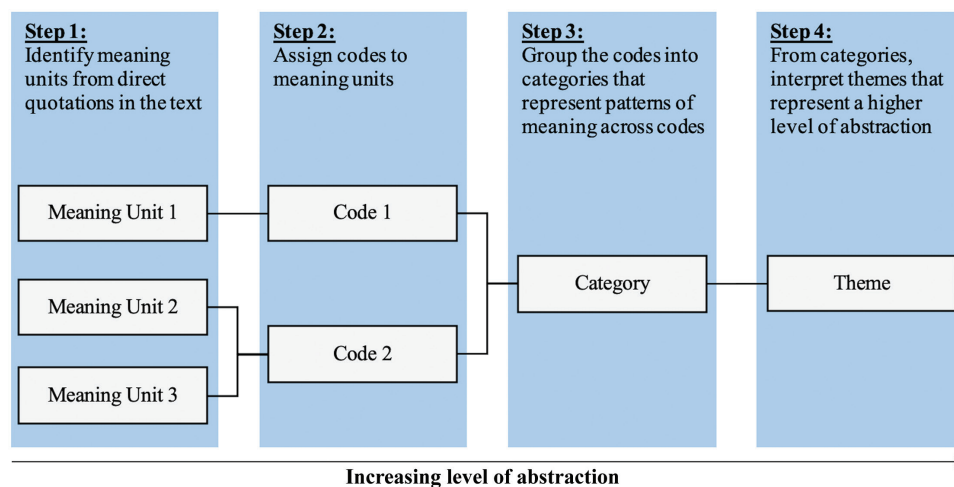 Step 1:
Identify meaning
units from direct
quotations in the text
Step 2:
Assign codes to
meaning units
Step 3:
Group the codes into
categories that
represent patterns of
meaning across codes
Step 4:
From categories,
interpret themes that
represent a higher
level of abstraction
Meaning Unit 1
Code 1
Meaning Unit 2
Category
Theme
Code 2
Meaning Unit 3
Increasing level of abstraction